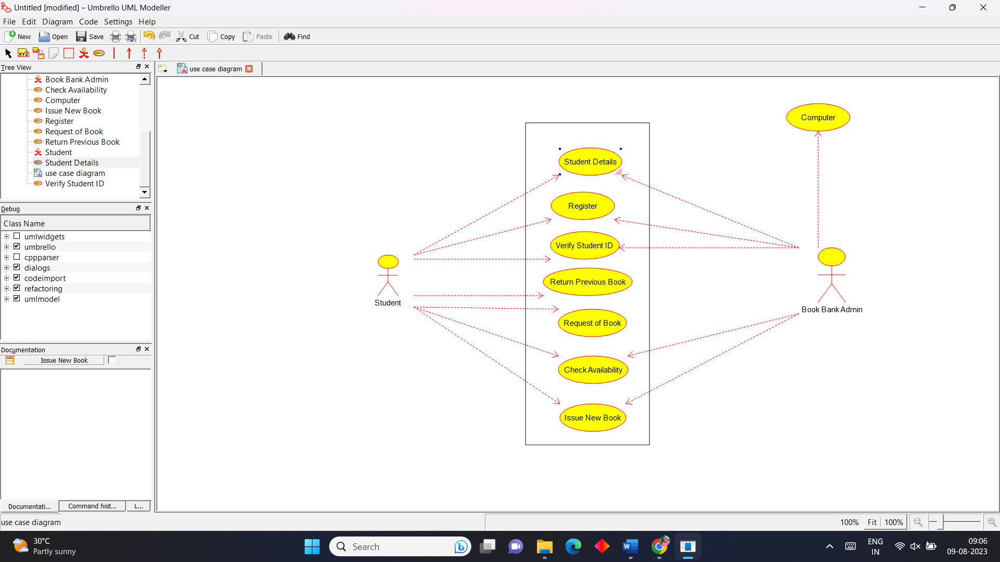 Untitled [modified] – Umbrello UML Modeller
File Edit Diagram Code Settings Help
New Open Save Cut Copy Paste Find
XYZ XYZ ABC
Tree View
use case diagram
Book Bank Admin
Check Availability
Computer
Issue New Book
Register
Request of Book
Return Previous Book
Student
Student Details
use case diagram
Verify Student ID
Debug
Class Name
umlwidgets
umbrello
cppparser
dialogs
codeimport
refactoring
umlmodel
Documentation
Issue New Book
Documentati... Command hist... L...
Computer
Student Details
Register
Verify Student ID
Return Previous Book
Request of Book
Check Availability
Issue New Book
Student
Book Bank Admin
use case diagram
100% Fit 100%
30°C
Partly sunny
Search
ENG
IN
09:06
09-08-2023